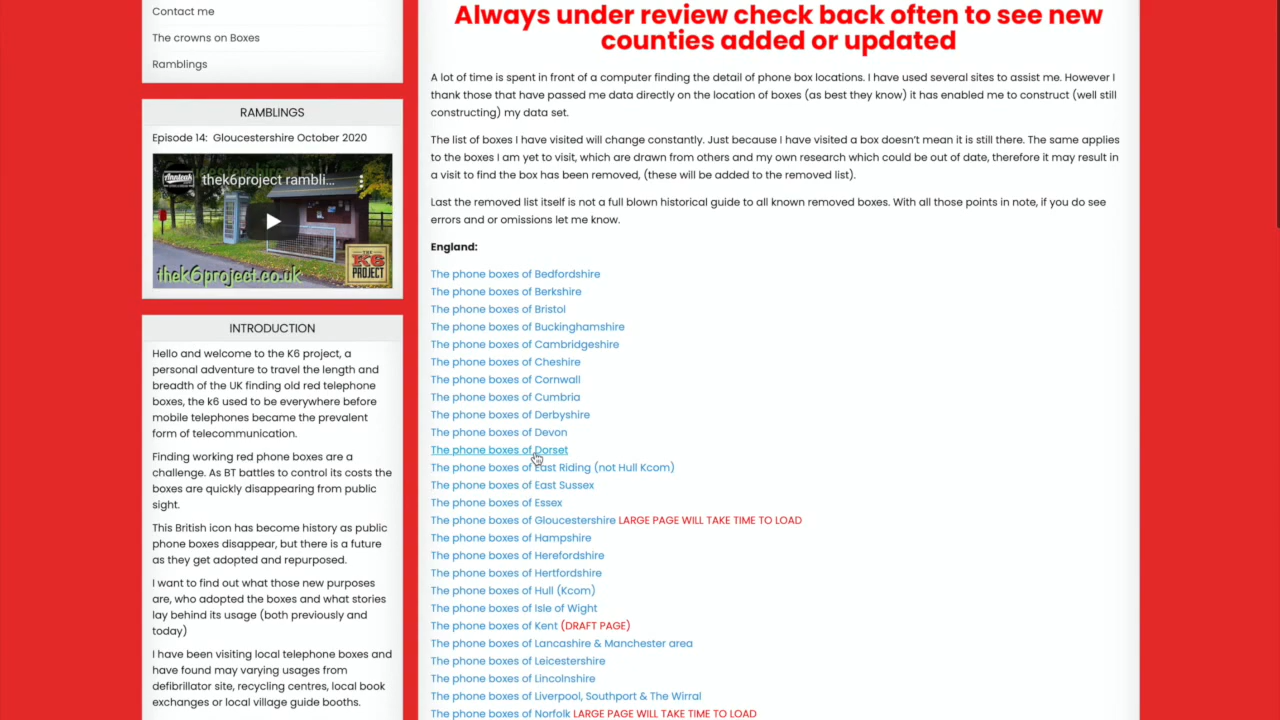 Contact me
The crowns on Boxes
Ramblings
RAMBLINGS
Episode 14: Gloucestershire October 2020
Annleak
thek6project rambli...
thek6project.co.uk
THE
K6
PROJECT
INTRODUCTION
Hello and welcome to the K6 project, a
personal adventure to travel the length and
breadth of the UK finding old red telephone
boxes, the k6 used to be everywhere before
mobile telephones became the prevalent
form of telecommunication.
Finding working red phone boxes are a
challenge. As BT battles to control its costs the
boxes are quickly disappearing from public
sight.
This British icon has become history as public
phone boxes disappear, but there is a future
as they get adopted and repurposed.
I want to find out what those new purposes
are, who adopted the boxes and what stories
lay behind its usage (both previously and
today)
I have been visiting local telephone boxes and
have found may varying usages from
defibrillator site, recycling centres, local book
exchanges or local village guide booths.
Always under review check back often to see new
counties added or updated
A lot of time is spent in front of a computer finding the detail of phone box locations. I have used several sites to assist me. However I
thank those that have passed me data directly on the location of boxes (as best they know) it has enabled me to construct (well still
constructing) my data set.
The list of boxes I have visited will change constantly. Just because I have visited a box doesn't mean it is still there. The same applies
to the boxes I am yet to visit, which are drawn from others and my own research which could be out of date, therefore it may result in
a visit to find the box has been removed, (these will be added to the removed list).
Last the removed list itself is not a full blown historical guide to all known removed boxes. With all those points in note, if you do see
errors and or omissions let me know.
England:
The phone boxes of Bedfordshire
The phone boxes of Berkshire
The phone boxes of Bristol
The phone boxes of Buckinghamshire
The phone boxes of Cambridgeshire
The phone boxes of Cheshire
The phone boxes of Cornwall
The phone boxes of Cumbria
The phone boxes of Derbyshire
The phone boxes of Devon
The phone boxes of Dorset
The phone boxes of East Riding (not Hull Kcom)
The phone boxes of East Sussex
The phone boxes of Essex
The phone boxes of Gloucestershire LARGE PAGE WILL TAKE TIME TO LOAD
The phone boxes of Hampshire
The phone boxes of Herefordshire
The phone boxes of Hertfordshire
The phone boxes of Hull (Kcom)
The phone boxes of Isle of Wight
The phone boxes of Kent (DRAFT PAGE)
The phone boxes of Lancashire & Manchester area
The phone boxes of Leicestershire
The phone boxes of Lincolnshire
The phone boxes of Liverpool, Southport & The Wirral
The phone boxes of Norfolk LARGE PAGE WILL TAKE TIME TO LOAD